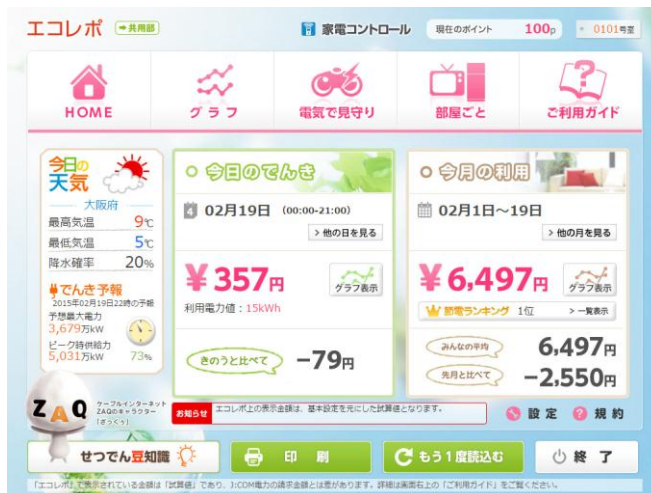 エコレポ ➡共用部 家電コントロール 現在のポイント 100p 0101号室
HOME グラフ 電気で見守り 部屋ごと ご利用ガイド
今日の
天気
大阪府
最高気温 9℃
最低気温 5℃
降水確率 20%
でんき予報
2015年02月19日22時の予報
予想最大電力
3,679万kW
ピーク時供給力
5,031万kW 73%
今日のでんき
4 02月19日 (00:00-21:00)
> 他の日を見る
¥357円 グラフ表示
利用電力値:15kWh
きのうと比べて -79円
今月の利用
02月1日~19日
> 他の月を見る
¥6,497円 グラフ表示
節電ランキング 1位 > 一覧表示
みんなの平均 6,497円
先月と比べて -2,550円
ZAQ
ケーブルインターネット
ZAQのキャラクター
「ざっくぅ」
お知らせ エコレポ上の表示金額は、基本設定を元にした試算値となります。
設定 規約
せつでん豆知識 印刷 もう1度読込む 終了
「エコレポ」で表示されている金額は「試算値」であり、J:COM電力の請求金額とは差があります。詳細は画面右上の「ご利用ガイド」をご覧ください。